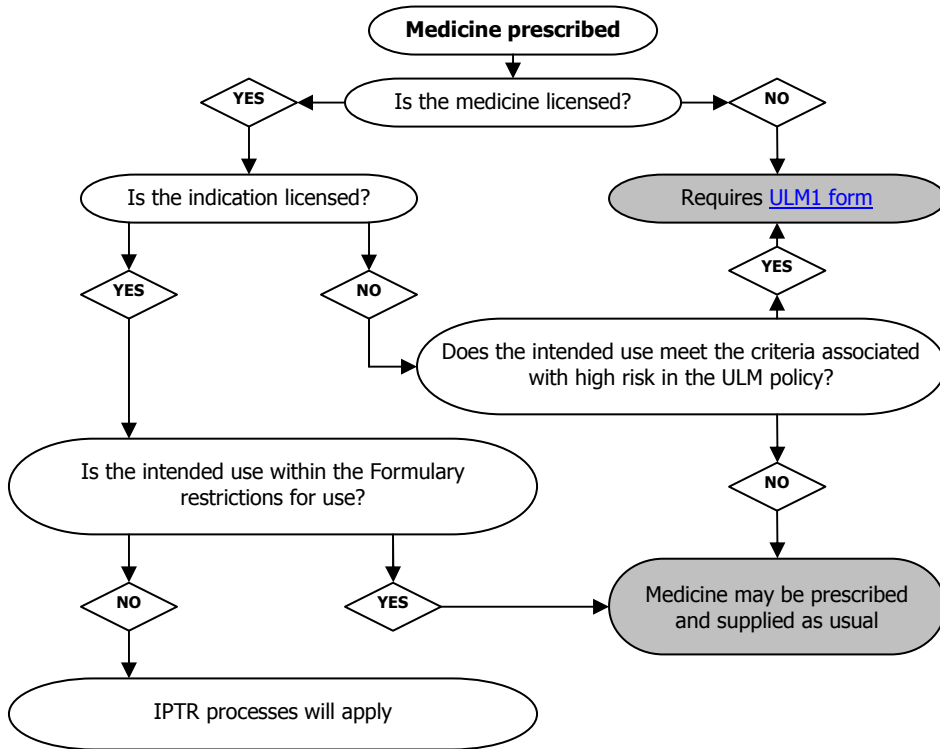 Medicine prescribed
YES
Is the medicine licensed?
NO
Is the indication licensed?
Requires ULM1 form
YES
NO
YES
Does the intended use meet the criteria associated
with high risk in the ULM policy?
Is the intended use within the Formulary
restrictions for use?
NO
NO
YES
Medicine may be prescribed
and supplied as usual
IPTR processes will apply